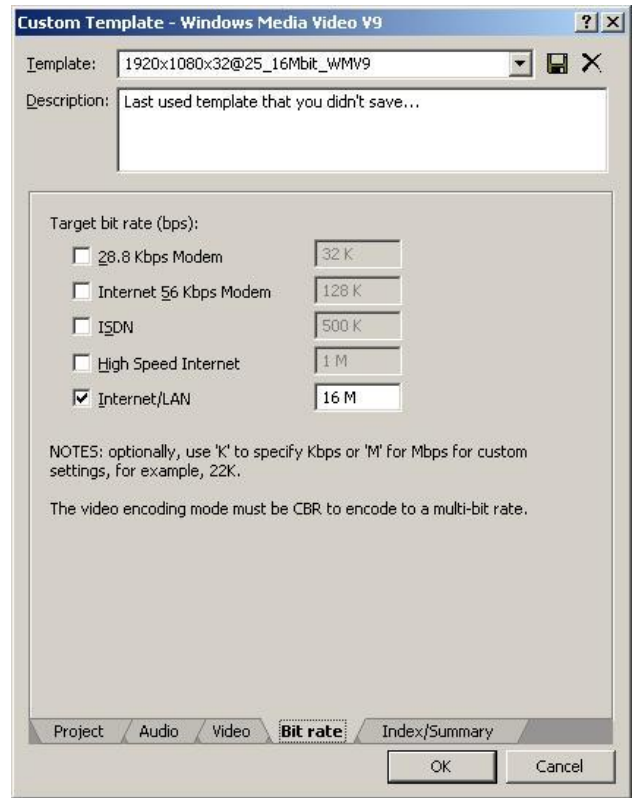 Custom Template - Windows Media Video V9
Template: 1920x1080x32@25_16Mbit_WMV9
Description: Last used template that you didn't save...
Target bit rate (bps):
28.8 Kbps Modem 32 K
Internet 56 Kbps Modem 128 K
ISDN 500 K
High Speed Internet 1 M
Internet/LAN 16 M
NOTES: optionally, use 'K' to specify Kbps or 'M' for Mbps for custom
settings, for example, 22K.
The video encoding mode must be CBR to encode to a multi-bit rate.
Project Audio Video Bit rate Index/Summary
OK Cancel